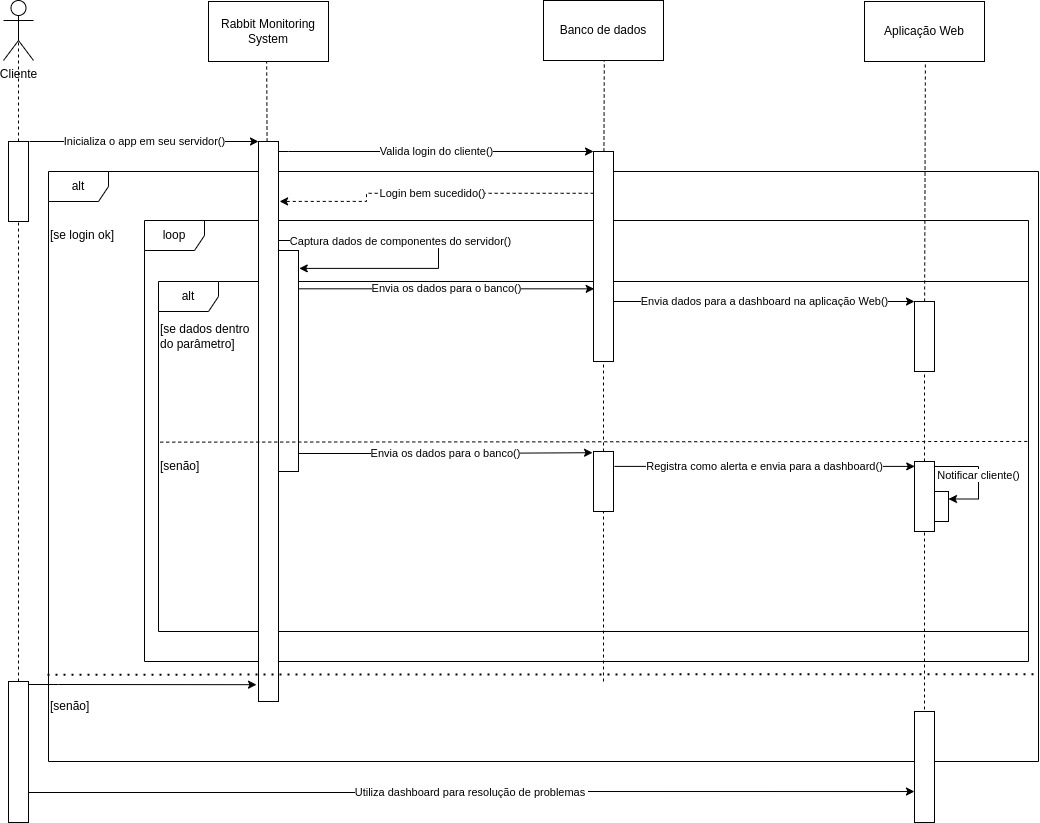 Rabbit Monitoring
System
Banco de dados
Aplicação Web
Cliente
Inicializa o app em seu servidor()
Valida login do cliente()
alt
Login bem sucedido()
[se login ok]
loop
Captura dados de componentes do servidor()
Envia os dados para o banco()
alt
Envia dados para a dashboard na aplicação Web()
[se dados dentro
do parâmetro]
Envia os dados para o banco()
[senão]
Registra como alerta e envia para a dashboard()
Notificar cliente()
[senão]
Utiliza dashboard para resolução de problemas